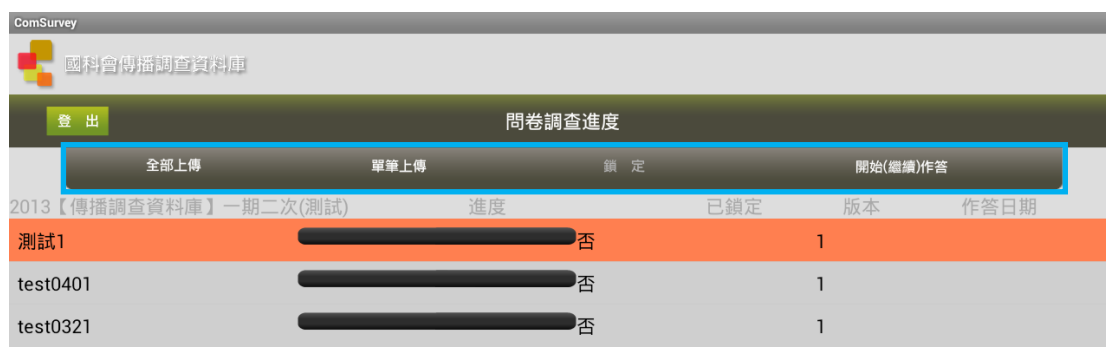 ComSurvey
國科會傳播調查資料庫
登 出 問卷調查進度
全部上傳 單筆上傳 鎖 定 開始(繼續)作答
2013【傳播調查資料庫】一期二次(測試) 進度 已鎖定 版本 作答日期
測試1 否 1
test0401 否 1
test0321 否 1